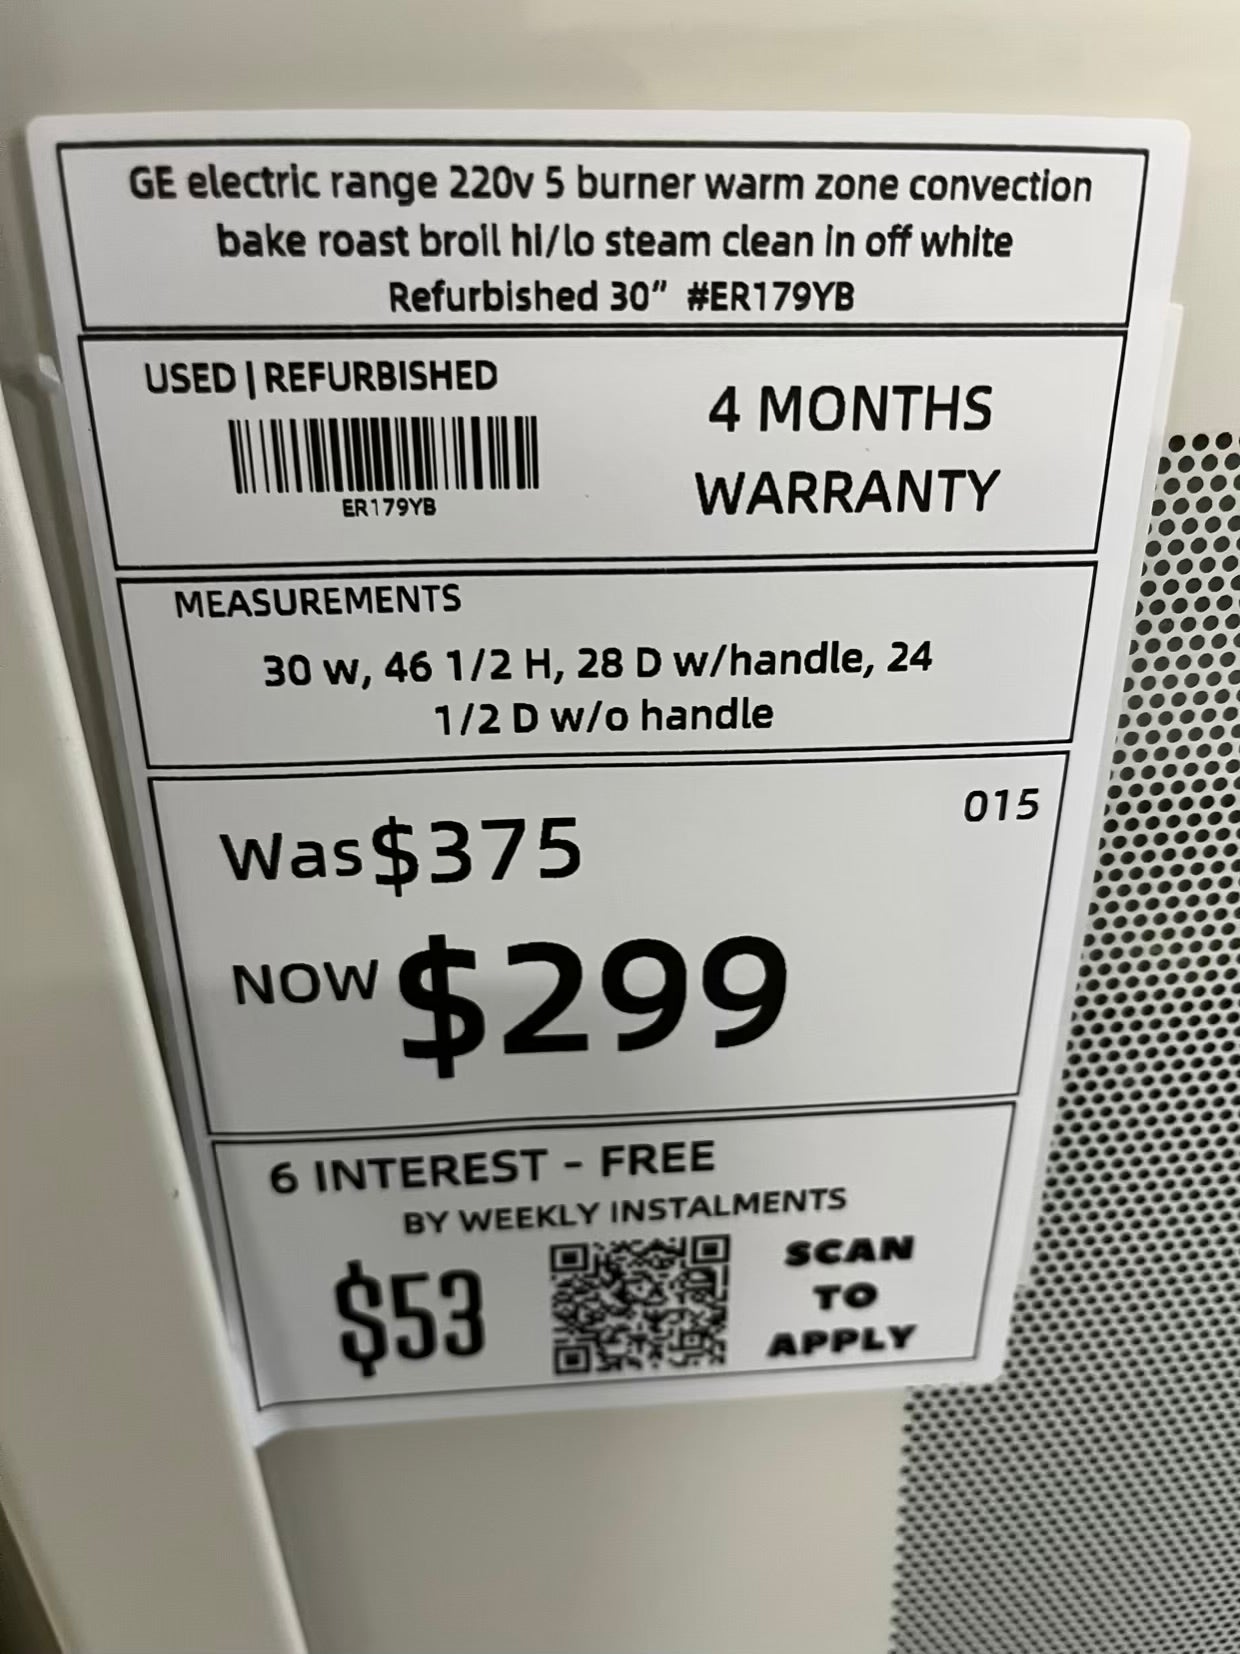 GE electric range 220v 5 burner warm zone convection
bake roast broil hi/lo steam clean in off white
Refurbished 30” #ER179YB
USED | REFURBISHED
ER179YB
4 MONTHS
WARRANTY
MEASUREMENTS
30 w, 46 1/2 H, 28 D w/handle, 24
1/2 D w/o handle
015
Was $375
NOW $299
6 INTEREST - FREE
BY WEEKLY INSTALMENTS
$53
SCAN
TO
APPLY